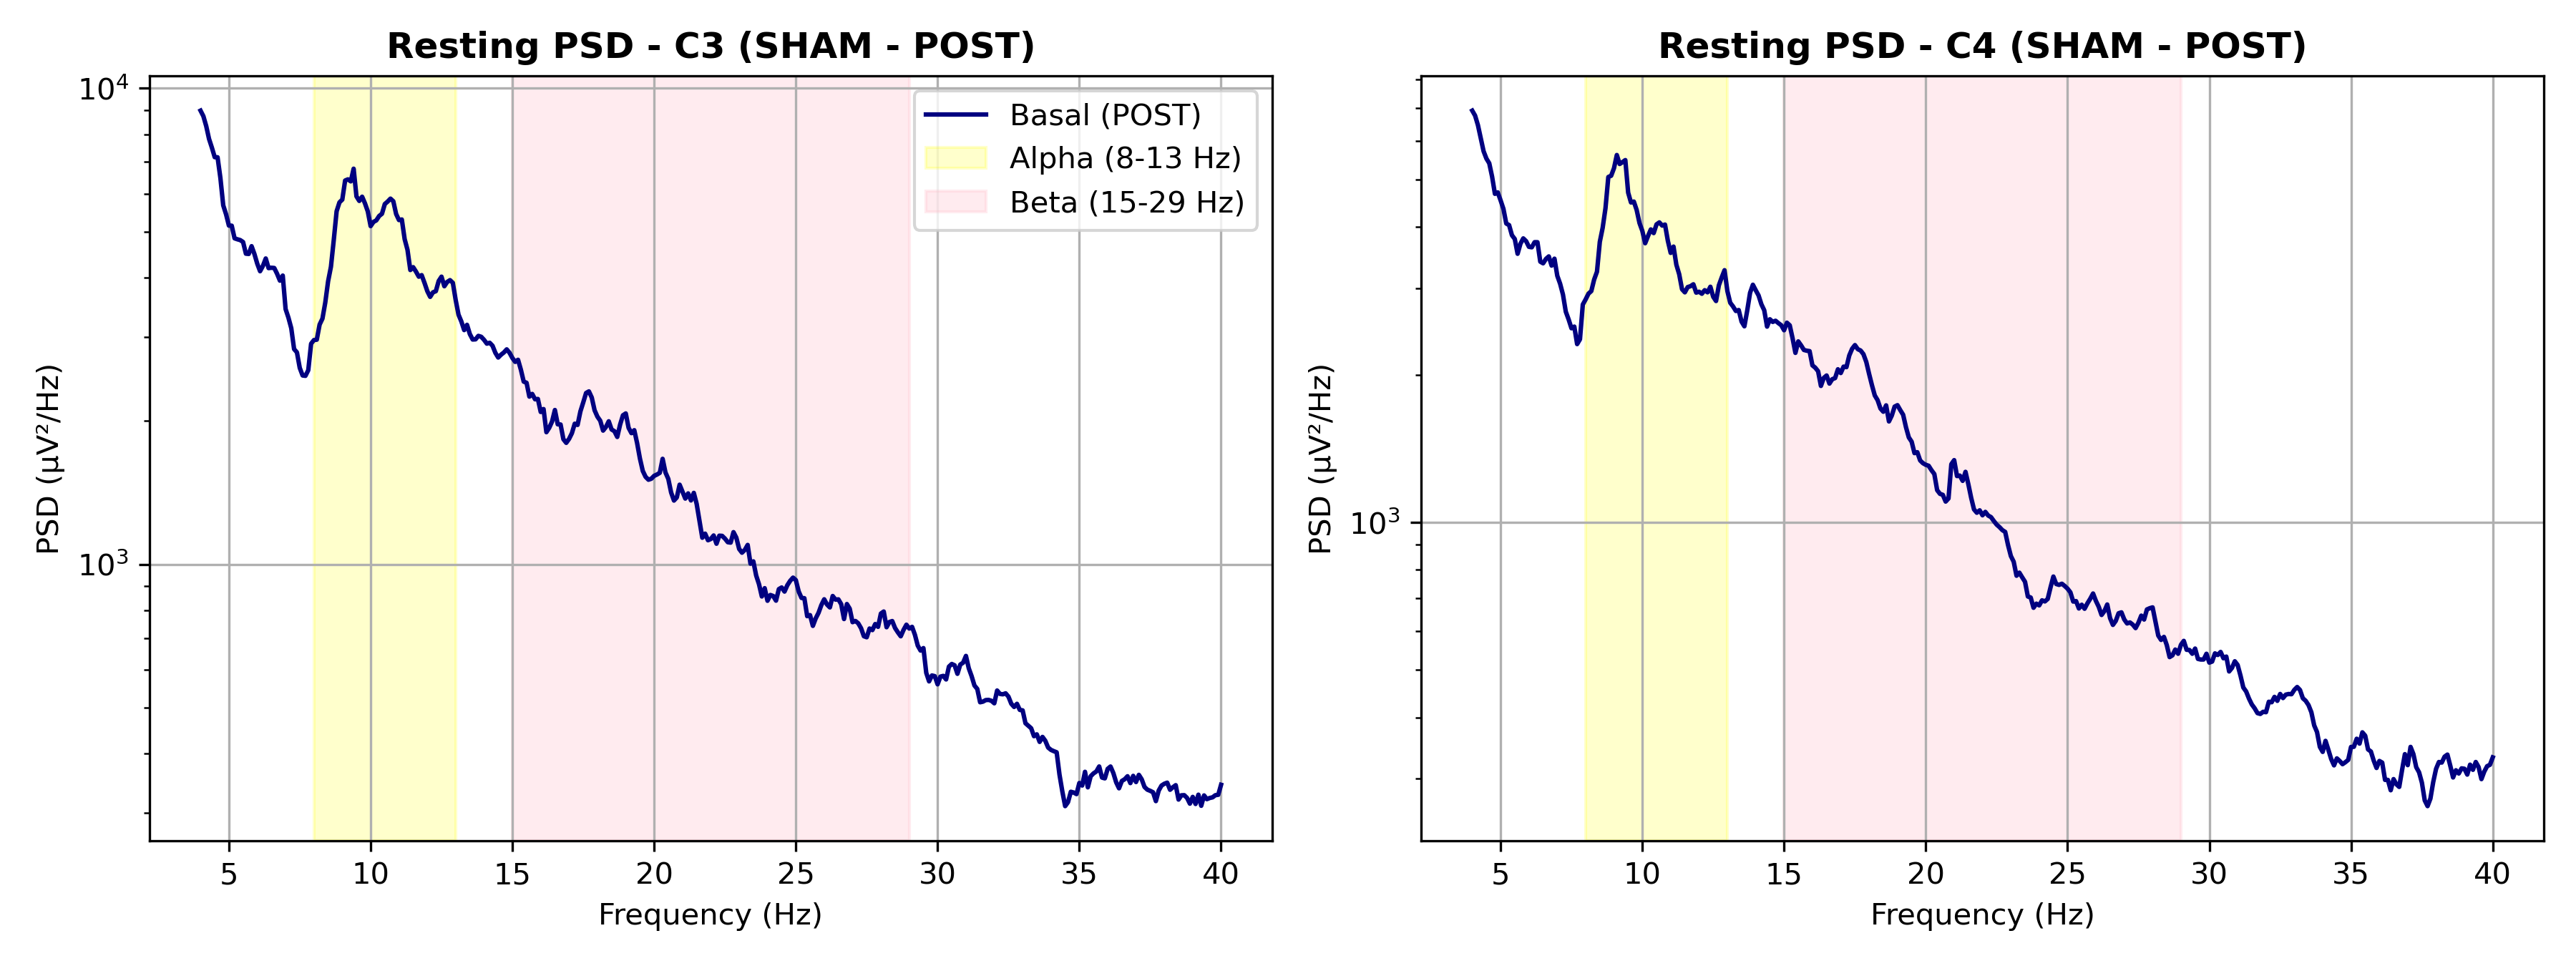 Resting PSD - C3 (SHAM - POST)
10⁴
10³
PSD (µV²/Hz)
Basal (POST)
Alpha (8-13 Hz)
Beta (15-29 Hz)
5 10 15 20 25 30 35 40
Frequency (Hz)
Resting PSD - C4 (SHAM - POST)
10³
PSD (µV²/Hz)
5 10 15 20 25 30 35 40
Frequency (Hz)